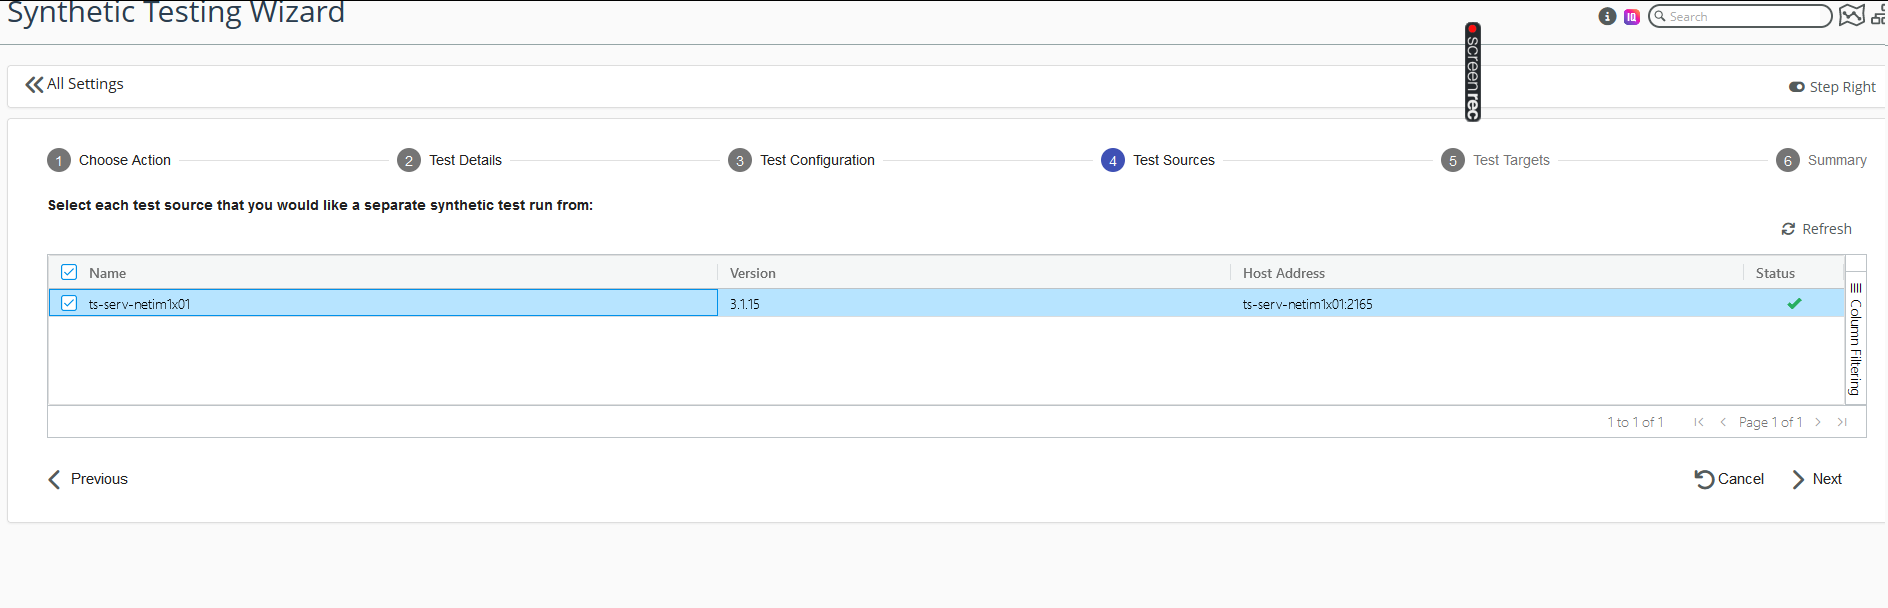 Synthetic Testing Wizard
i
IQ
Search
screenrec
All Settings
Step Right
1 Choose Action
2 Test Details
3 Test Configuration
4 Test Sources
5 Test Targets
6 Summary
Select each test source that you would like a separate synthetic test run from:
Refresh
Name Version Host Address Status
ts-serv-netim1x01 3.1.15 ts-serv-netim1x01:2165
Column Filtering
1 to 1 of 1 Page 1 of 1
Previous
Cancel
Next